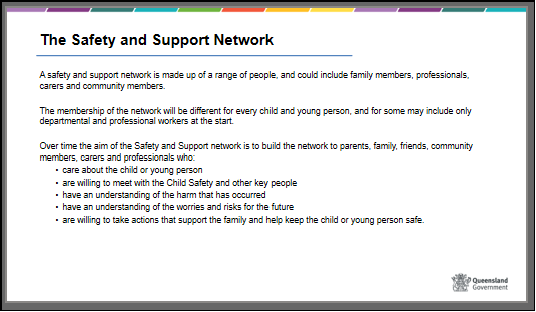 The Safety and Support Network
A safety and support network is made up of a range of people, and could include family members, professionals,
carers and community members.
The membership of the network will be different for every child and young person, and for some may include only
departmental and professional workers at the start.
Over time the aim of the Safety and Support network is to build the network to parents, family, friends, community
members, carers and professionals who:
• care about the child or young person
• are willing to meet with the Child Safety and other key people
• have an understanding of the harm that has occurred
• have an understanding of the worries and risks for the future
• are willing to take actions that support the family and help keep the child or young person safe.
Queensland
Government